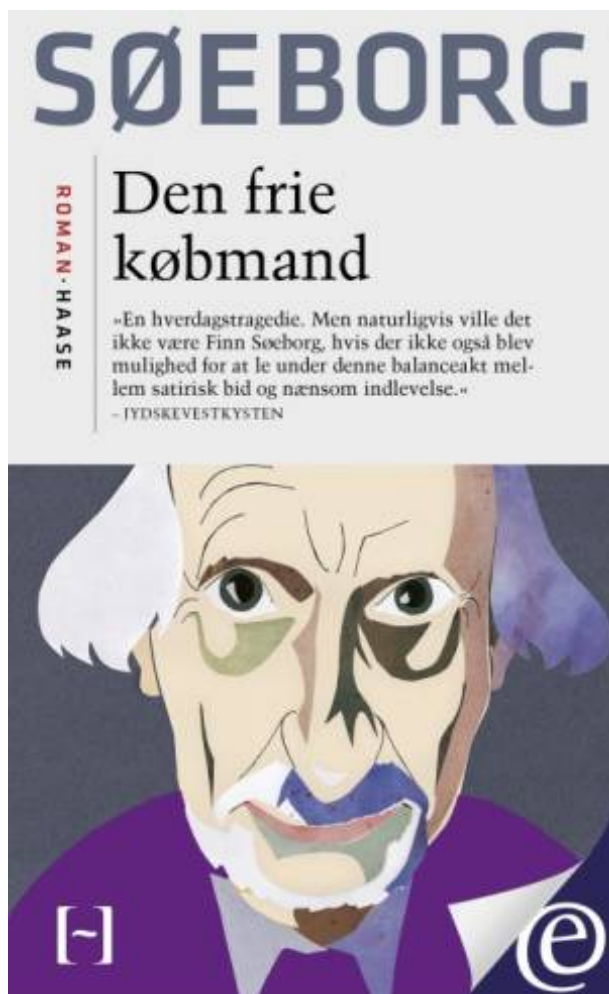 SØEBORG
Den frie
købmand
ROMAN·HAASE
»En hverdagstragedie. Men naturligvis ville det
ikke være Finn Søeborg, hvis der ikke også blev
mulighed for at le under denne balanceakt mel-
lem satirisk bid og nænsom indlevelse.«
– JYDSKEVESTKYSTEN
[~]
e